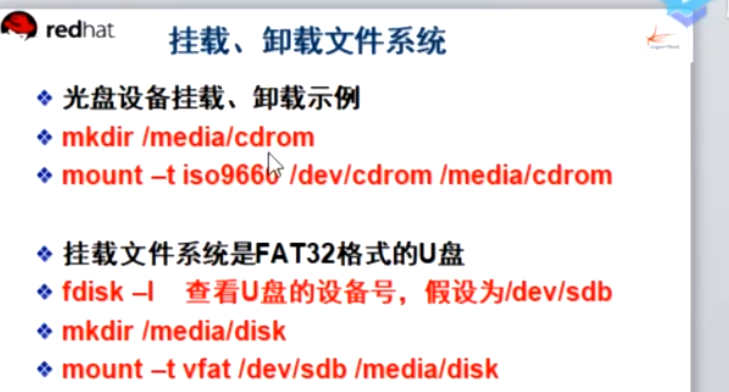 redhat
挂载、卸载文件系统
光盘设备挂载、卸载示例
mkdir /media/cdrom
mount –t iso9660 /dev/cdrom /media/cdrom
挂载文件系统是FAT32格式的U盘
fdisk –l 查看U盘的设备号，假设为/dev/sdb
mkdir /media/disk
mount –t vfat /dev/sdb /media/disk